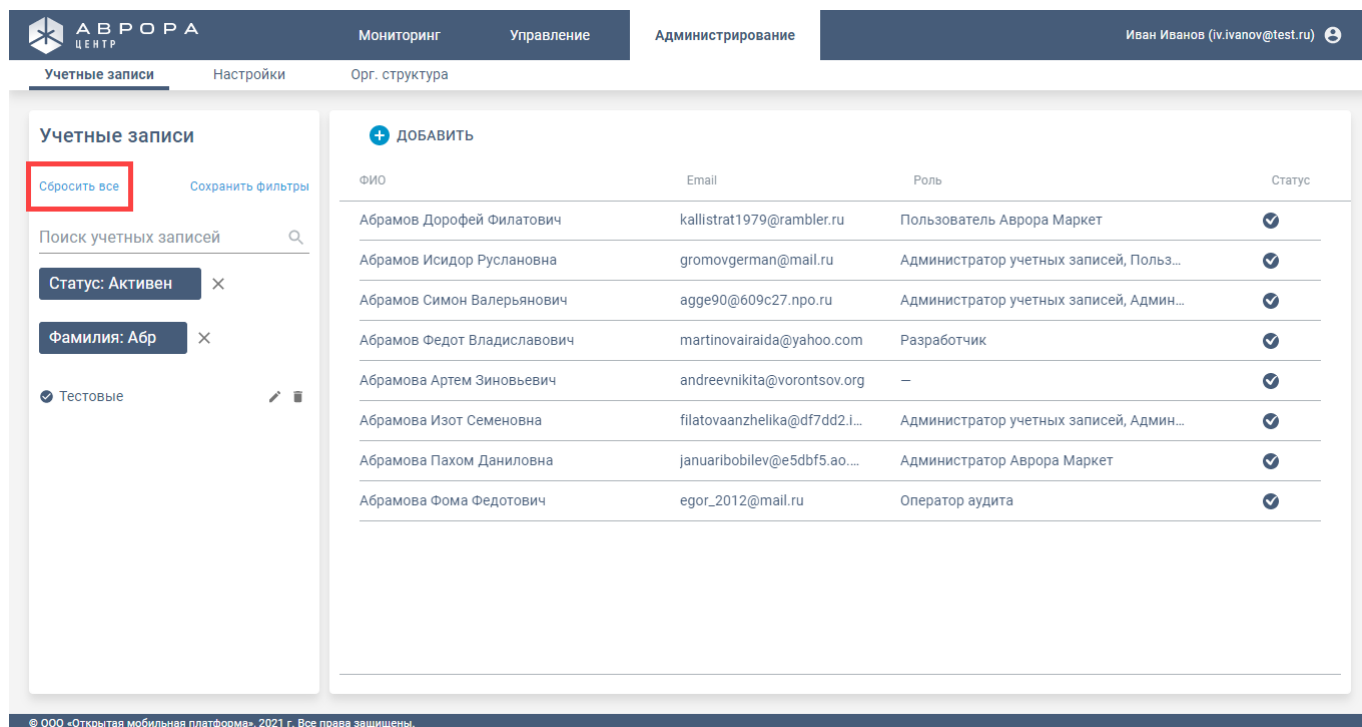 АВРОРА
ЦЕНТР
Мониторинг Управление Администрирование Иван Иванов (iv.ivanov@test.ru)
Учетные записи Настройки Орг. структура
Учетные записи
Сбросить все Сохранить фильтры
Поиск учетных записей
Статус: Активен
Фамилия: Абр
Тестовые
ДОБАВИТЬ
ФИО Email Роль Статус
Абрамов Дорофей Филатович kallistrat1979@rambler.ru Пользователь Аврора Маркет
Абрамов Исидор Руслановна gromovgerman@mail.ru Администратор учетных записей, Польз...
Абрамов Симон Валерьянович agge90@609c27.npo.ru Администратор учетных записей, Админ...
Абрамов Федот Владиславович martinovairaida@yahoo.com Разработчик
Абрамова Артем Зиновьевич andreevnikita@vorontsov.org —
Абрамова Изот Семеновна filatovaanzhelika@df7dd2.i... Администратор учетных записей, Админ...
Абрамова Пахом Даниловна januaribobilev@e5dbf5.ao.... Администратор Аврора Маркет
Абрамова Фома Федотович egor_2012@mail.ru Оператор аудита
© ООО «Открытая мобильная платформа», 2021 г. Все права защищены.